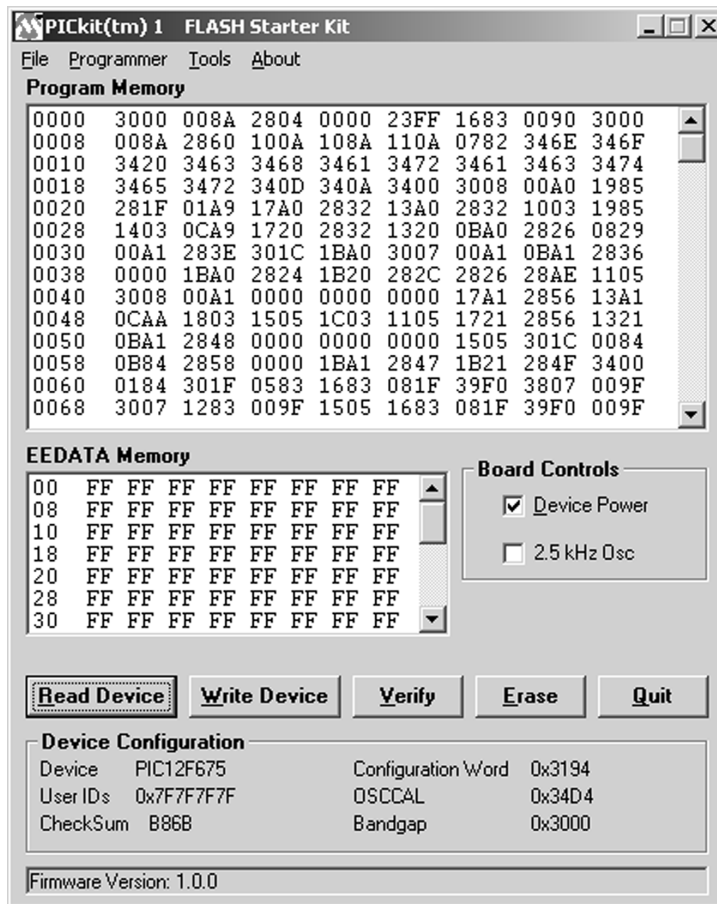 PICkit(tm) 1 FLASH Starter Kit
File Programmer Tools About
Program Memory
0000 3000 008A 2804 0000 23FF 1683 0090 3000
0008 008A 2860 100A 108A 110A 0782 346E 346F
0010 3420 3463 3468 3461 3472 3461 3463 3474
0018 3465 3472 340D 340A 3400 3008 00A0 1985
0020 281F 01A9 17A0 2832 13A0 2832 1003 1985
0028 1403 0CA9 1720 2832 1320 0BA0 2826 0829
0030 00A1 283E 301C 1BA0 3007 00A1 0BA1 2836
0038 0000 1BA0 2824 1B20 282C 2826 28AE 1105
0040 3008 00A1 0000 0000 0000 17A1 2856 13A1
0048 0CAA 1803 1505 1C03 1105 1721 2856 1321
0050 0BA1 2848 0000 0000 0000 1505 301C 0084
0058 0B84 2858 0000 1BA1 2847 1B21 284F 3400
0060 0184 301F 0583 1683 081F 39F0 3807 009F
0068 3007 1283 009F 1505 1683 081F 39F0 009F
EEDATA Memory
00 FF FF FF FF FF FF FF FF
08 FF FF FF FF FF FF FF FF
10 FF FF FF FF FF FF FF FF
18 FF FF FF FF FF FF FF FF
20 FF FF FF FF FF FF FF FF
28 FF FF FF FF FF FF FF FF
30 FF FF FF FF FF FF FF FF
Board Controls
Device Power
2.5 kHz Osc
Read Device Write Device Verify Erase Quit
Device Configuration
Device PIC12F675 Configuration Word 0x3194
User IDs 0x7F7F7F7F OSCCAL 0x34D4
CheckSum B86B Bandgap 0x3000
Firmware Version: 1.0.0